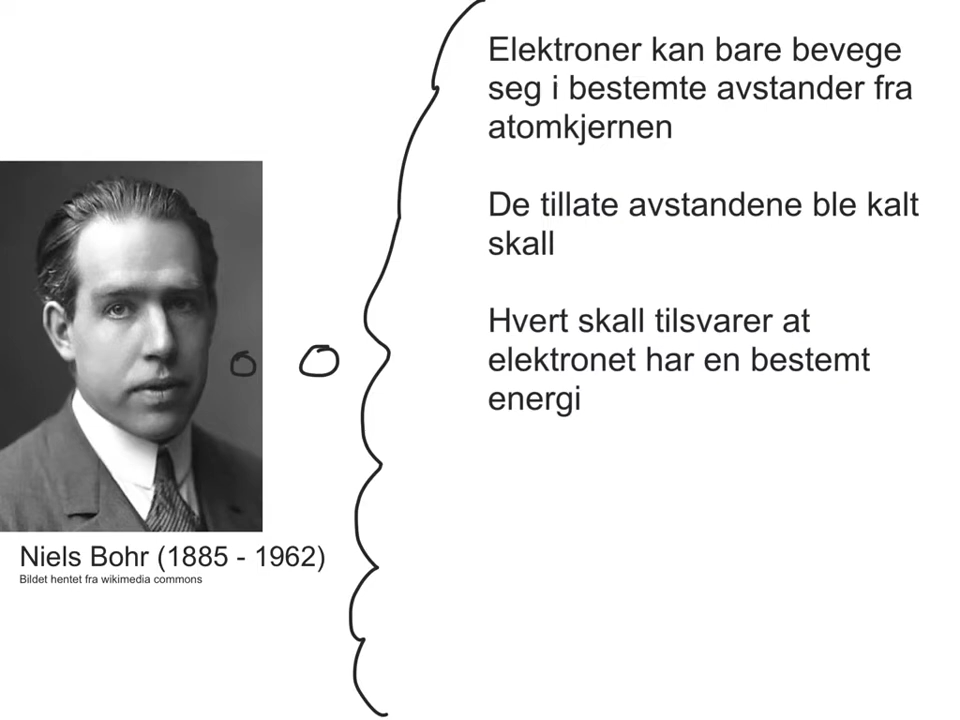 Elektroner kan bare bevege
seg i bestemte avstander fra
atomkjernen
De tillate avstandene ble kalt
skall
Hvert skall tilsvarer at
elektronet har en bestemt
energi
Niels Bohr (1885 - 1962)
Bildet hentet fra wikimedia commons